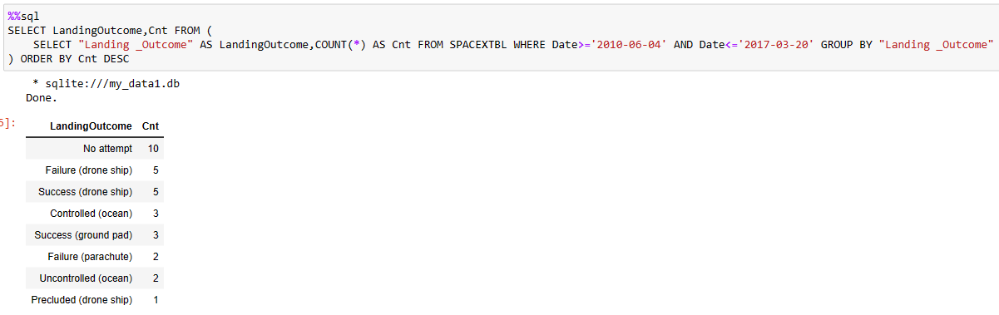 %%sql
SELECT LandingOutcome,Cnt FROM (
    SELECT "Landing _Outcome" AS LandingOutcome,COUNT(*) AS Cnt FROM SPACEXTBL WHERE Date>='2010-06-04' AND Date<='2017-03-20' GROUP BY "Landing _Outcome"
) ORDER BY Cnt DESC
* sqlite:///my_data1.db
Done.
5]:
LandingOutcome Cnt
No attempt 10
Failure (drone ship) 5
Success (drone ship) 5
Controlled (ocean) 3
Success (ground pad) 3
Failure (parachute) 2
Uncontrolled (ocean) 2
Precluded (drone ship) 1